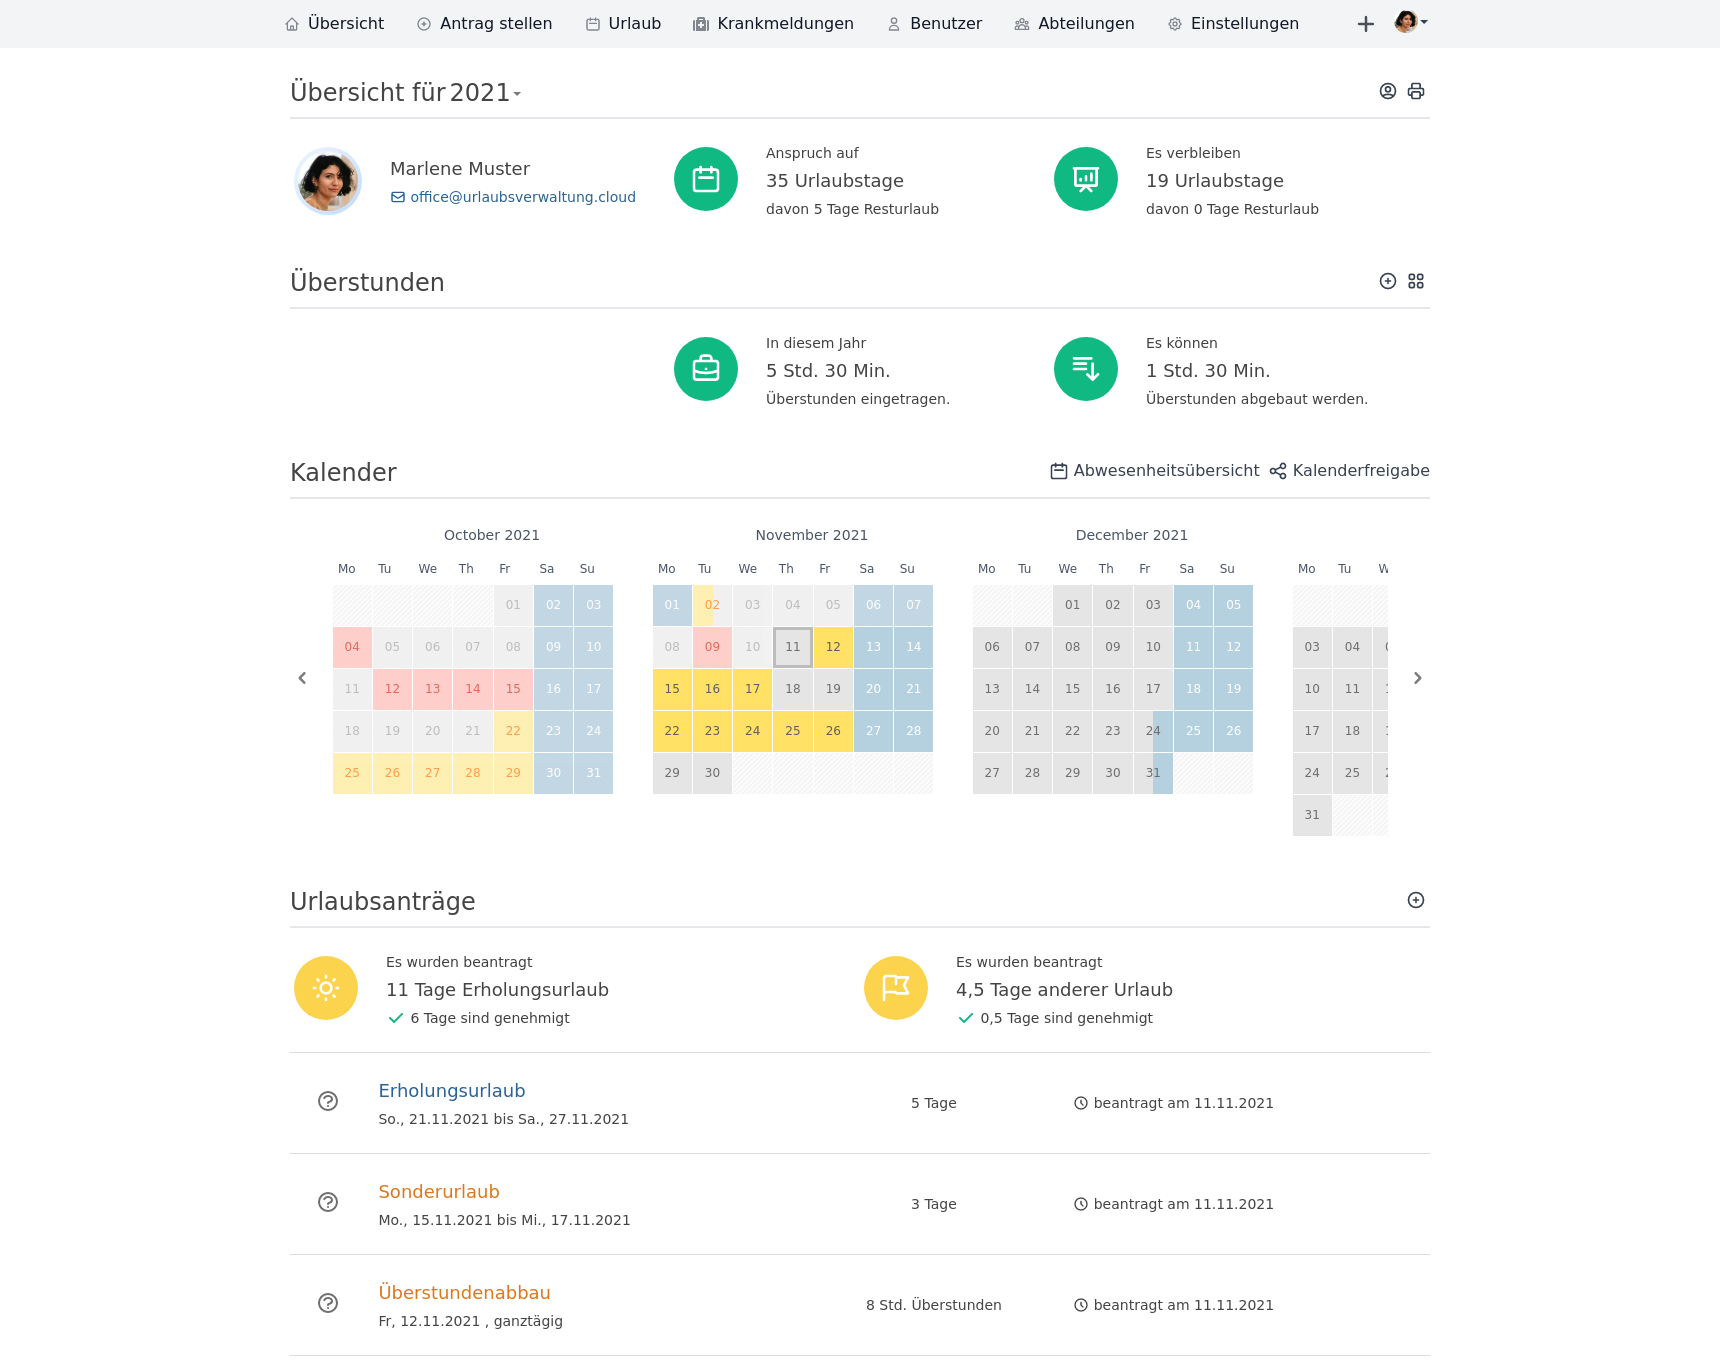 Übersicht Antrag stellen Urlaub Krankmeldungen Benutzer Abteilungen Einstellungen
Übersicht für 2021
Marlene Muster
office@urlaubsverwaltung.cloud
Anspruch auf
35 Urlaubstage
davon 5 Tage Resturlaub
Es verbleiben
19 Urlaubstage
davon 0 Tage Resturlaub
Überstunden
In diesem Jahr
5 Std. 30 Min.
Überstunden eingetragen.
Es können
1 Std. 30 Min.
Überstunden abgebaut werden.
Kalender
Abwesenheitsübersicht Kalenderfreigabe
October 2021
Mo Tu We Th Fr Sa Su
01 02 03
04 05 06 07 08 09 10
11 12 13 14 15 16 17
18 19 20 21 22 23 24
25 26 27 28 29 30 31
November 2021
Mo Tu We Th Fr Sa Su
01 02 03 04 05 06 07
08 09 10 11 12 13 14
15 16 17 18 19 20 21
22 23 24 25 26 27 28
29 30
December 2021
Mo Tu We Th Fr Sa Su
01 02 03 04 05
06 07 08 09 10 11 12
13 14 15 16 17 18 19
20 21 22 23 24 25 26
27 28 29 30 31
Mo Tu
03 04
10 11
17 18
24 25
31
Urlaubsanträge
Es wurden beantragt
11 Tage Erholungsurlaub
6 Tage sind genehmigt
Es wurden beantragt
4,5 Tage anderer Urlaub
0,5 Tage sind genehmigt
Erholungsurlaub
So., 21.11.2021 bis Sa., 27.11.2021
5 Tage
beantragt am 11.11.2021
Sonderurlaub
Mo., 15.11.2021 bis Mi., 17.11.2021
3 Tage
beantragt am 11.11.2021
Überstundenabbau
Fr, 12.11.2021 , ganztägig
8 Std. Überstunden
beantragt am 11.11.2021